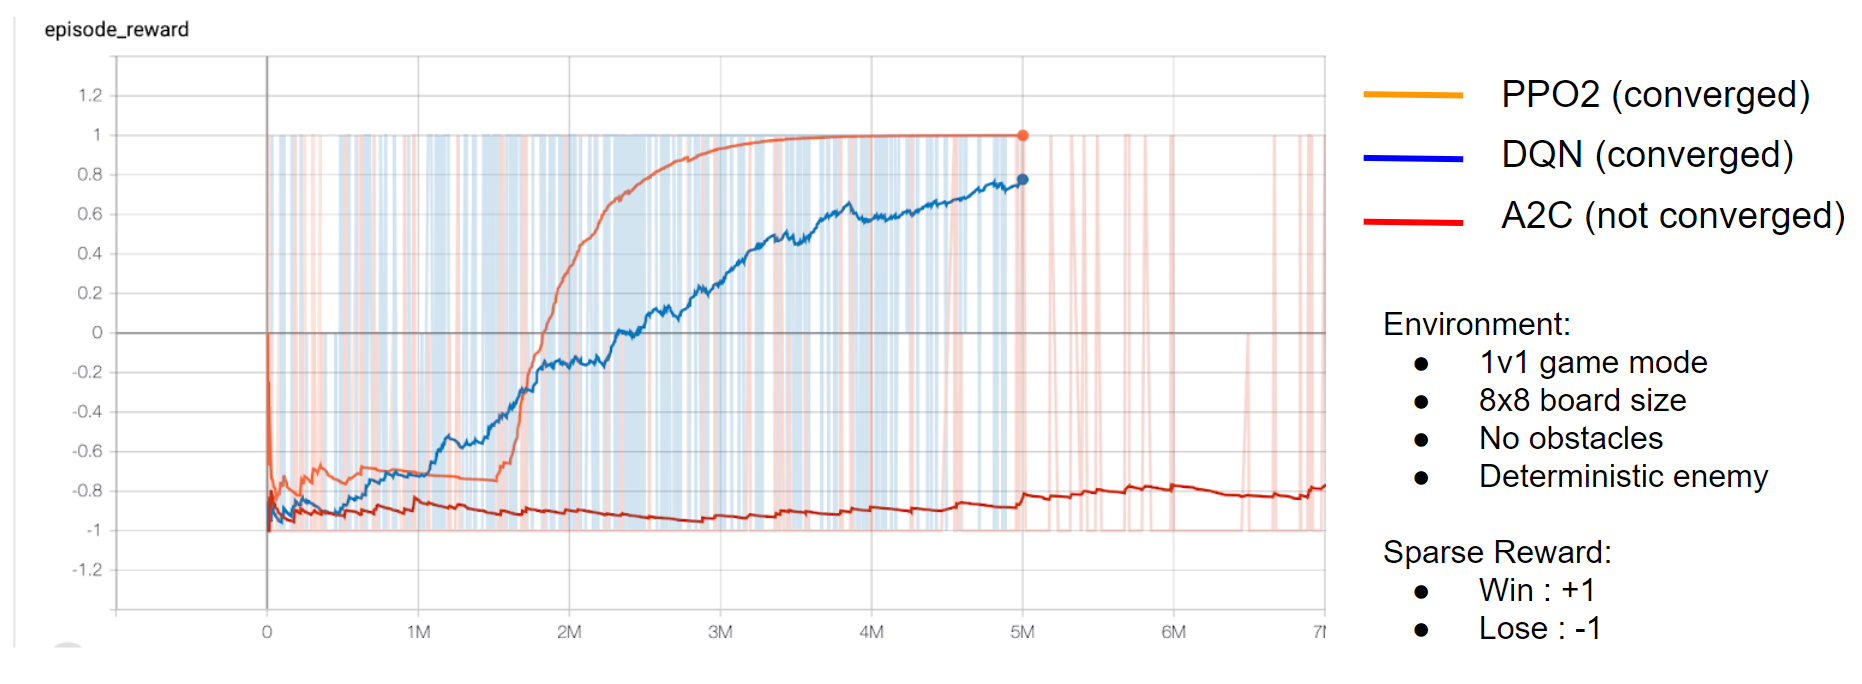 episode_reward
1.2
1
0.8
0.6
0.4
0.2
0
-0.2
-0.4
-0.6
-0.8
-1
-1.2
0 1M 2M 3M 4M 5M 6M 7M
PPO2 (converged)
DQN (converged)
A2C (not converged)
Environment:
● 1v1 game mode
● 8x8 board size
● No obstacles
● Deterministic enemy
Sparse Reward:
● Win : +1
● Lose : -1